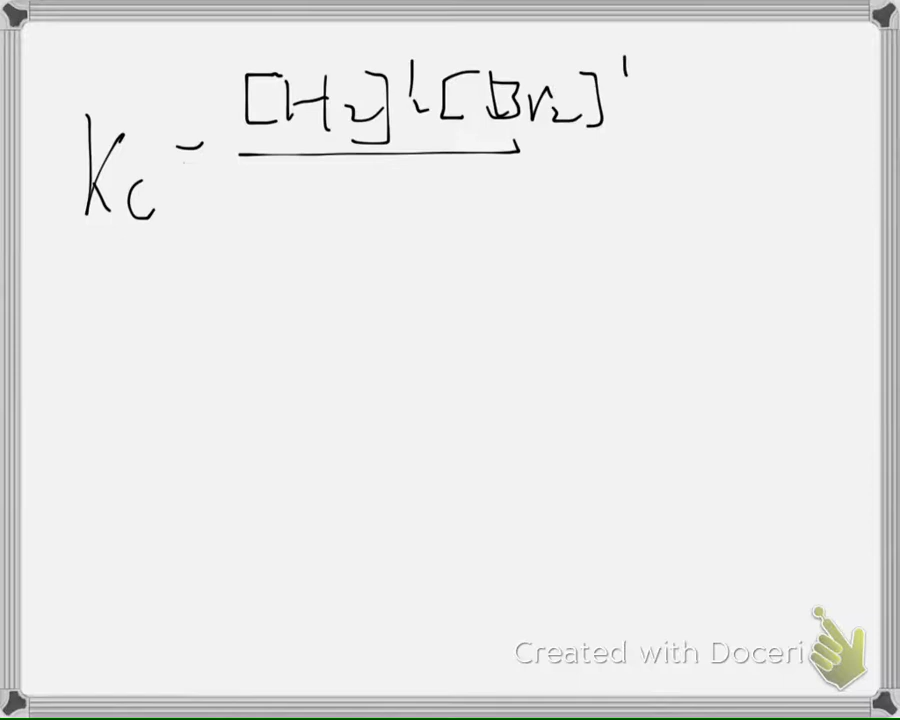 Kc = [H2]^1 [Br2]^1
Created with Doceri